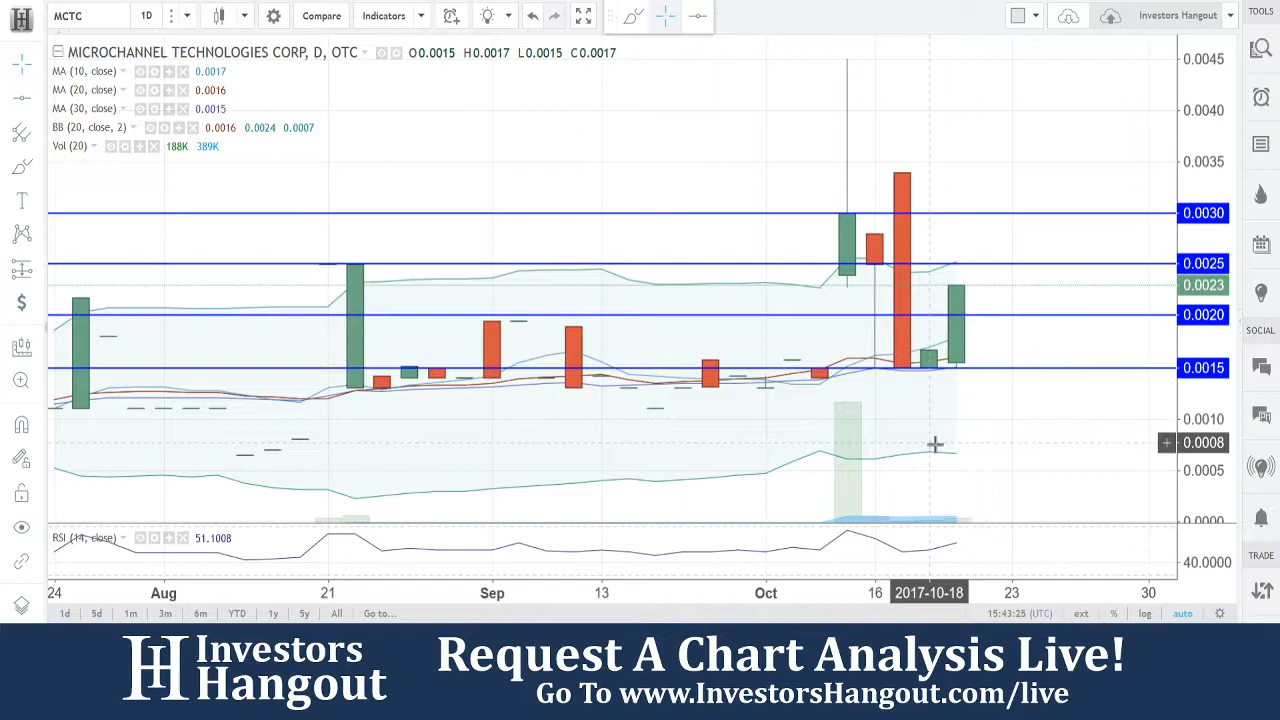 MCTC 1D Compare Indicators Investors Hangout TOOLS
MICROCHANNEL TECHNOLOGIES CORP, D, OTC O0.0015 H0.0017 L0.0015 C0.0017
MA (10, close) 0.0017
MA (20, close) 0.0016
MA (30, close) 0.0015
BB (20, close, 2) 0.0016 0.0024 0.0007
Vol (20) 188K 389K
0.0045
0.0040
0.0035
0.0030
0.0025
0.0023
0.0020
0.0015
0.0010
0.0008
0.0005
0.0000
SOCIAL
TRADE
RSI (14, close) 51.1008
40.0000
24 Aug 21 Sep 13 Oct 16 2017-10-18 23 30
1d 5d 1m 3m 6m YTD 1y 5y All Go to... 15:43:25 (UTC) ext % log auto
Investors
Hangout
Request A Chart Analysis Live!
Go To www.InvestorsHangout.com/live